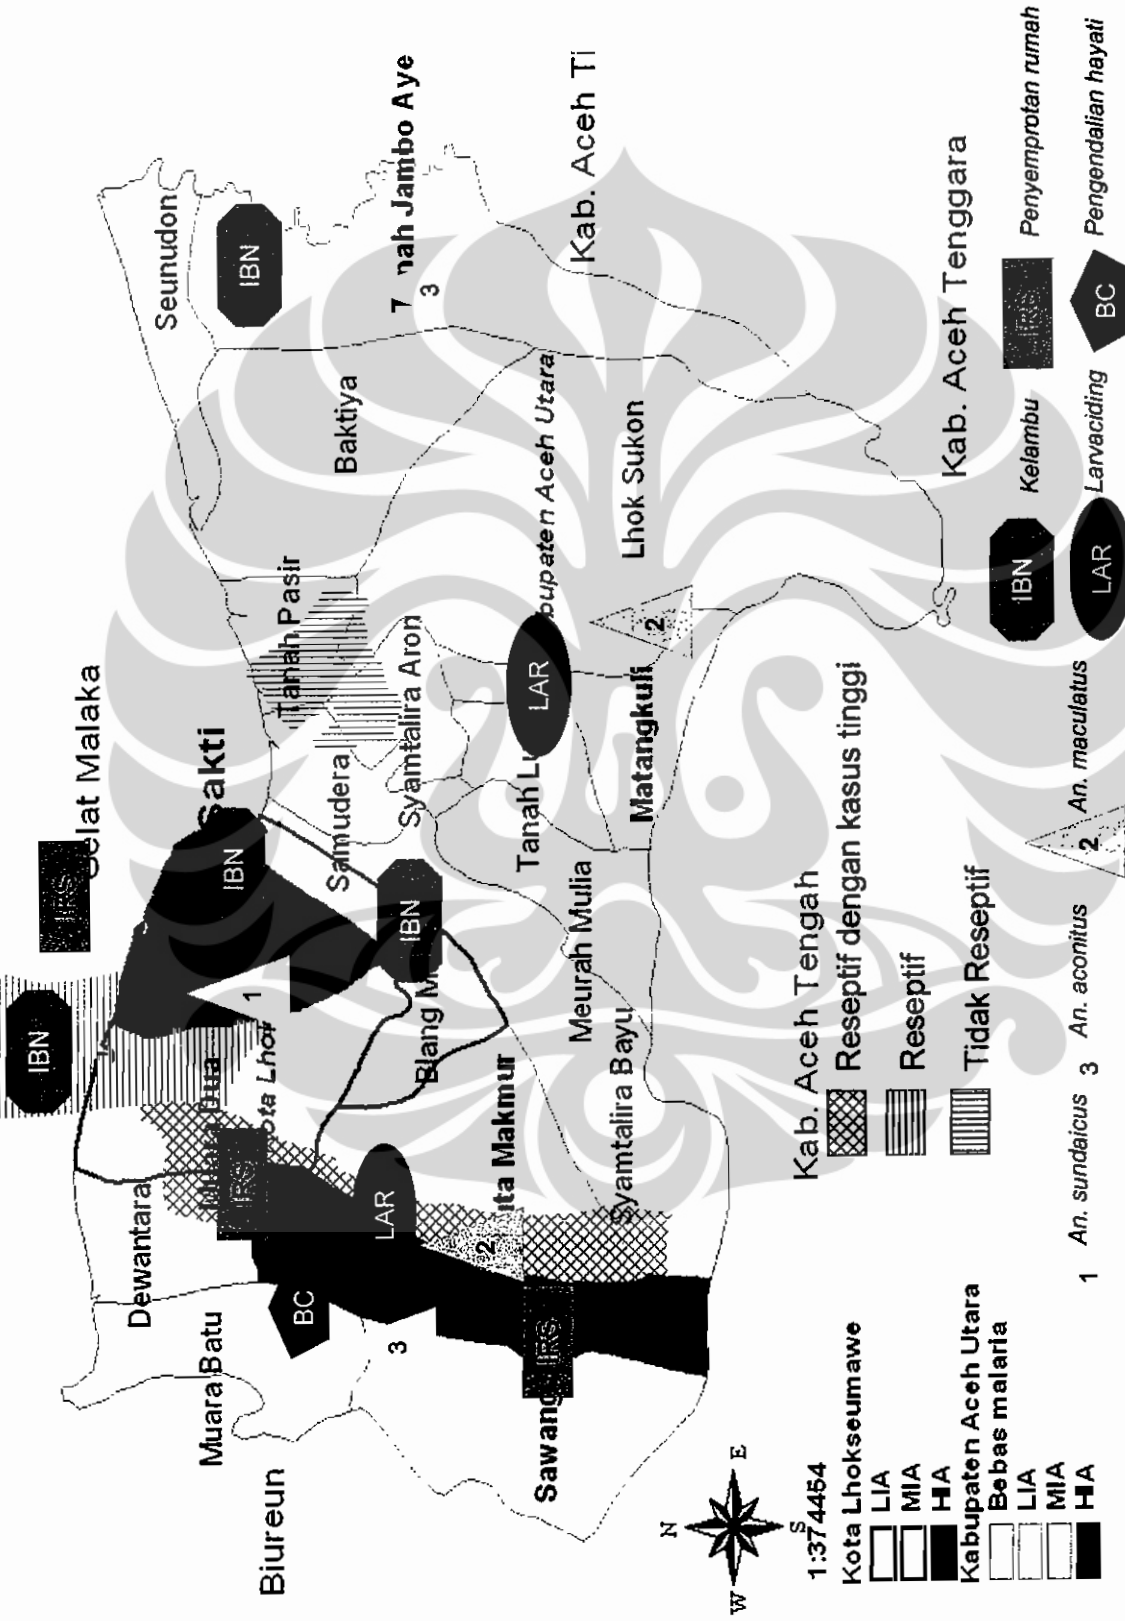 Selat Malaka
IRS
IBN
Sakti
Seunudon
IBN
IBN
1
Dewantara
Muara Dua
IRS
Kota Lhok
Samudera
Tanah Pasir
Baktiya
nah Jambo Aye
3
Muara Batu
BC
IBN
Syamtalira Aron
Biureun
3
LAR
Blang M
Tanah Lu
LAR
bupaten Aceh Utara
Kab. Aceh Ti
Sawang
IRS
2
ita Makmur
Meurah Mulia
Matangkuli
2
Lhok Sukon
Syamtalira Bayu
Kab. Aceh Tengah
Kab. Aceh Tenggara
N
W
E
S
1:374454
Kota Lhokseumawe
LIA
MIA
HIA
Kabupaten Aceh Utara
Bebas malaria
LIA
MIA
HIA
Reseptif dengan kasus tinggi
Reseptif
Tidak Reseptif
1 An. sundaicus
3 An. aconitus
2 An. maculatus
IBN Kelambu
IRS Penyemprotan rumah
LAR Larvaciding
BC Pengendalian hayati